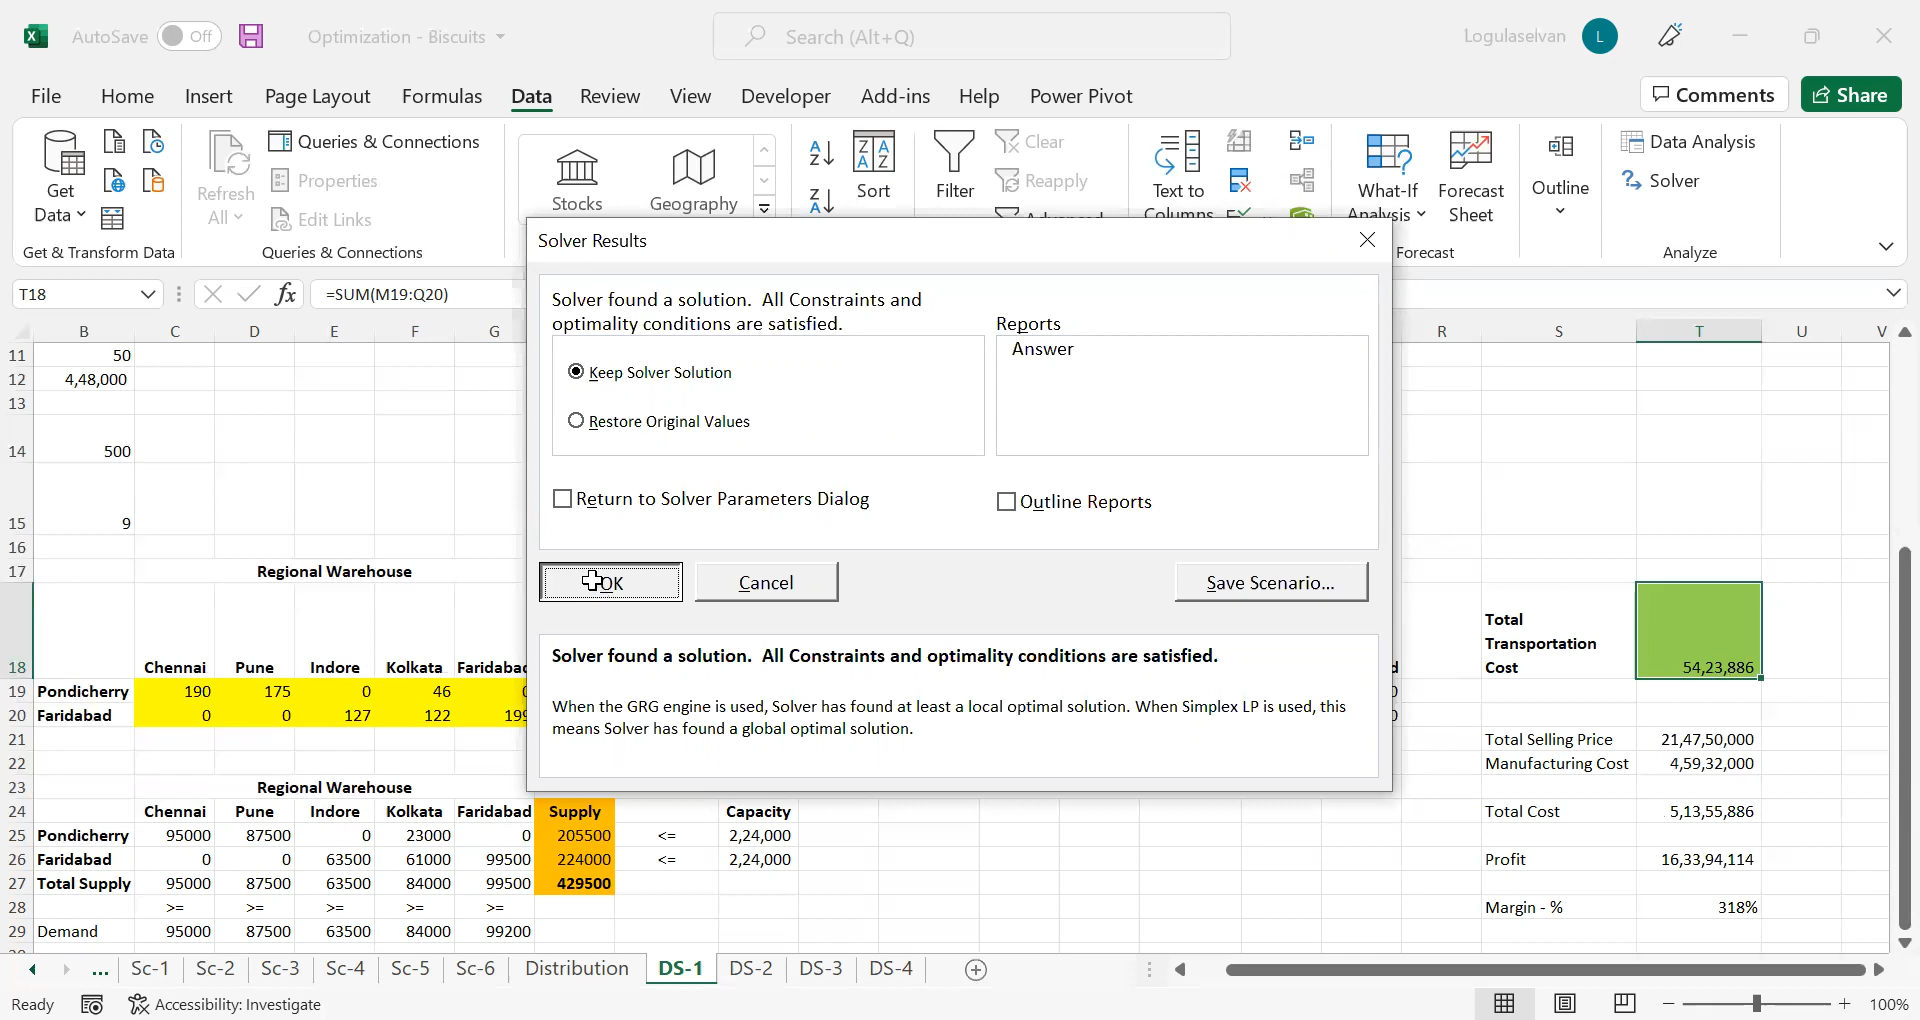 AutoSave Off Optimization - Biscuits Search (Alt+Q) Logulaselvan L
File Home Insert Page Layout Formulas Data Review View Developer Add-ins Help Power Pivot Comments Share
Get Data
Refresh All
Queries & Connections
Properties
Edit Links
Stocks
Geography
Sort
Filter
Clear
Reapply
Advanced
Text to Columns
What-If Analysis
Forecast Sheet
Outline
Data Analysis
Solver
Get & Transform Data Queries & Connections Forecast Analyze
T18 fx =SUM(M19:Q20)
B C D E F G R S T U V
Solver Results
Solver found a solution. All Constraints and
optimality conditions are satisfied.
Reports
Answer
Keep Solver Solution
Restore Original Values
Return to Solver Parameters Dialog
Outline Reports
OK Cancel Save Scenario...
Solver found a solution. All Constraints and optimality conditions are satisfied.
When the GRG engine is used, Solver has found at least a local optimal solution. When Simplex LP is used, this
means Solver has found a global optimal solution.
11 50
12 4,48,000
13
14 500
15 9
16
17 Regional Warehouse
18 Chennai Pune Indore Kolkata Faridabad
Total
Transportation
Cost 54,23,886
19 Pondicherry 190 175 0 46 0
20 Faridabad 0 0 127 122 199
21
22 Total Selling Price 21,47,50,000
Manufacturing Cost 4,59,32,000
23 Regional Warehouse
24 Chennai Pune Indore Kolkata Faridabad Supply Capacity Total Cost 5,13,55,886
25 Pondicherry 95000 87500 0 23000 0 205500 <= 2,24,000
26 Faridabad 0 0 63500 61000 99500 224000 <= 2,24,000 Profit 16,33,94,114
27 Total Supply 95000 87500 63500 84000 99500 429500
28 >= >= >= >= >= Margin - % 318%
29 Demand 95000 87500 63500 84000 99200
... Sc-1 Sc-2 Sc-3 Sc-4 Sc-5 Sc-6 Distribution DS-1 DS-2 DS-3 DS-4
Ready Accessibility: Investigate 100%